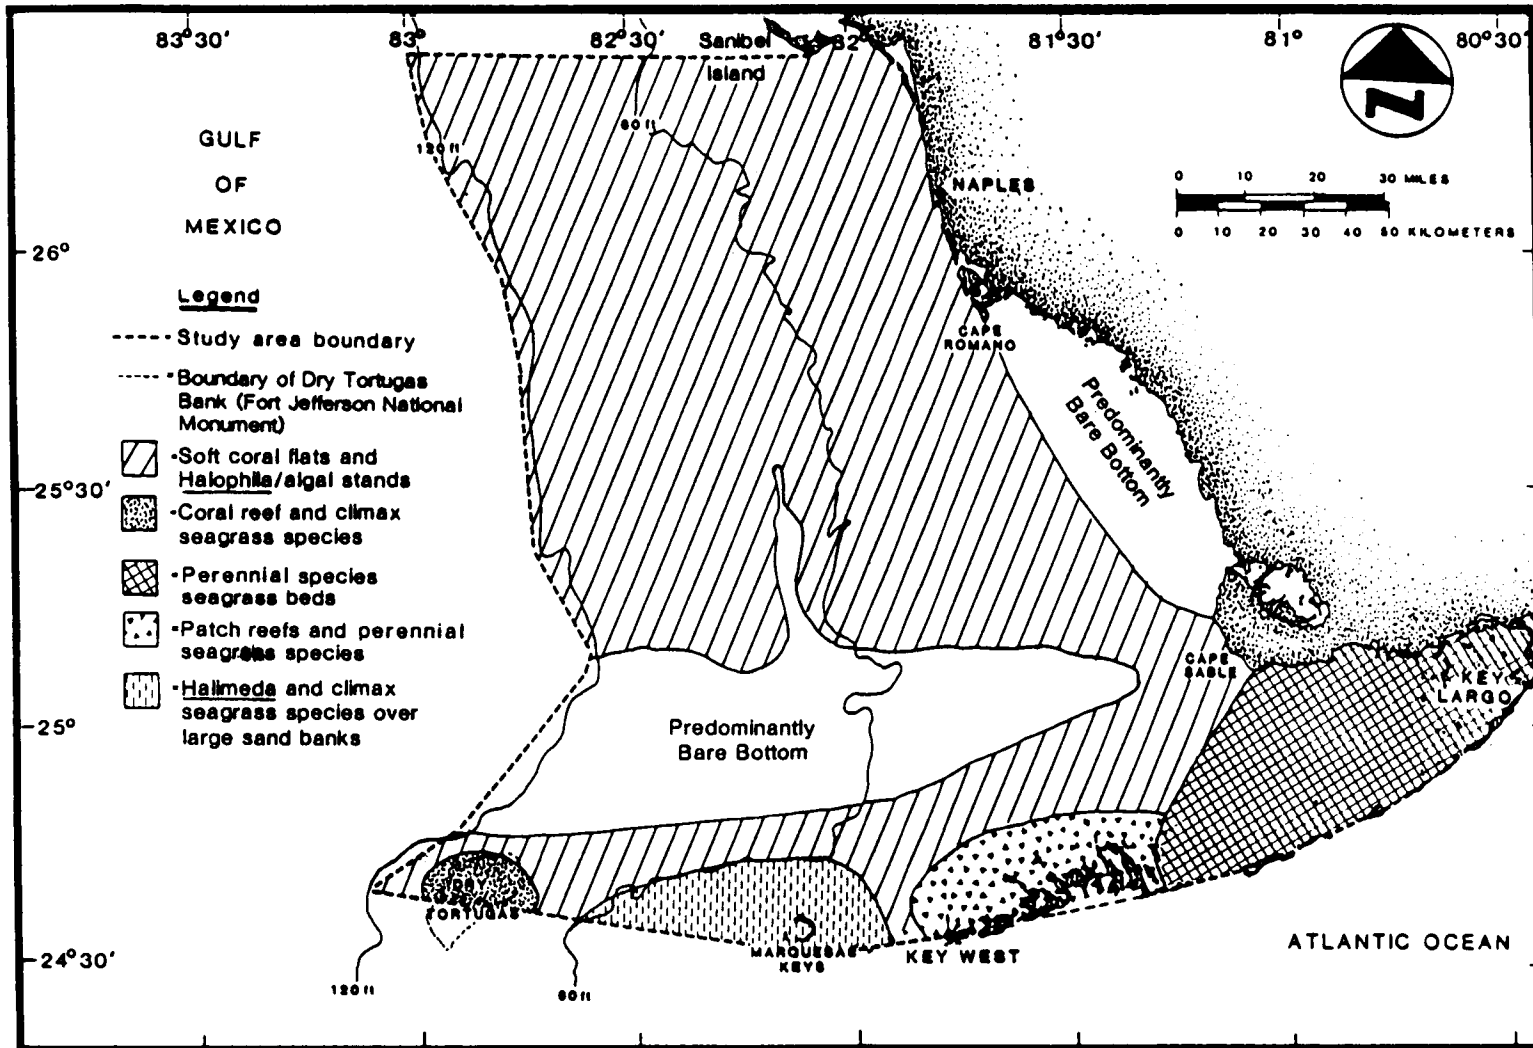 83°30'
83°
82°30'
Sanibel
82°
81°30'
81°
80°30'
Island
GULF
OF
MEXICO
120 ft
60 ft
NAPLES
N
0 10 20 30 MILES
0 10 20 30 40 50 KILOMETERS
26°
Legend
Study area boundary
Boundary of Dry Tortugas
Bank (Fort Jefferson National
Monument)
Soft coral flats and
Halophila/algal stands
Coral reef and climax
seagrass species
Perennial species
seagrass beds
Patch reefs and perennial
seagrass species
Halimeda and climax
seagrass species over
large sand banks
CAPE
ROMANO
Predominantly
Bare Bottom
25°30'
CAPE
SABLE
KEY
LARGO
25°
Predominantly
Bare Bottom
DRY
TORTUGAS
MARQUESAS
KEYS
KEY WEST
ATLANTIC OCEAN
24°30'
120 ft
60 ft